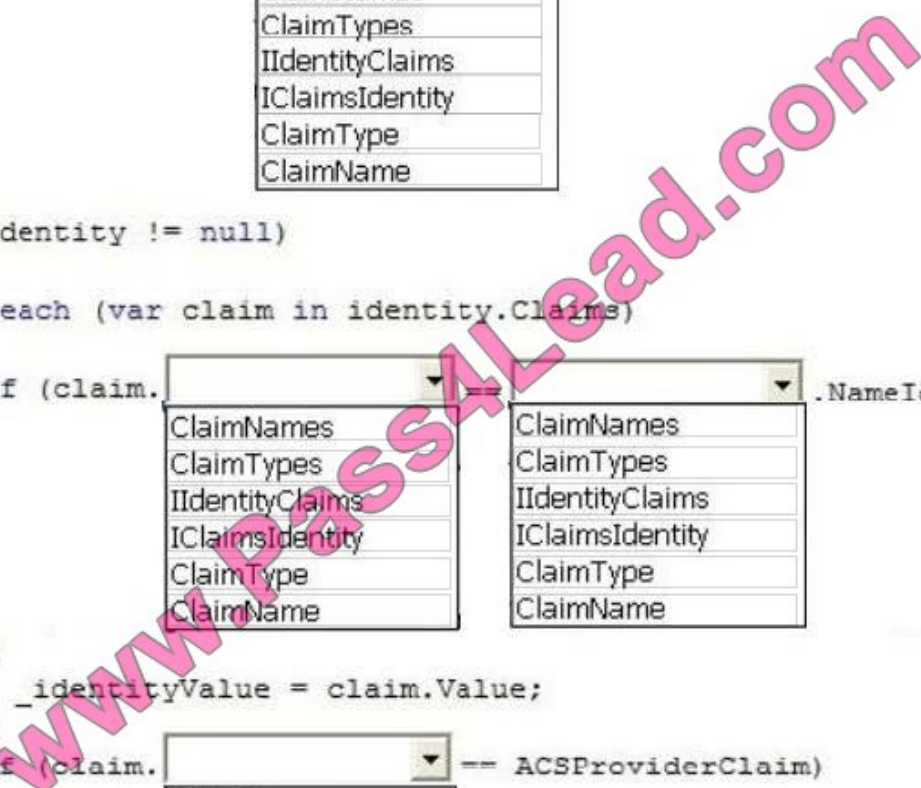 ClaimTypes
IIdentityClaims
IClaimsIdentity
ClaimType
ClaimName
dentity != null)
each (var claim in identity.Claims)
f (claim. == .NameId
ClaimNames ClaimNames
ClaimTypes ClaimTypes
IIdentityClaims IIdentityClaims
IClaimsIdentity IClaimsIdentity
ClaimType ClaimType
ClaimName ClaimName
_identityValue = claim.Value;
f (claim. == ACSProviderClaim)
www.Pass4Lead.com